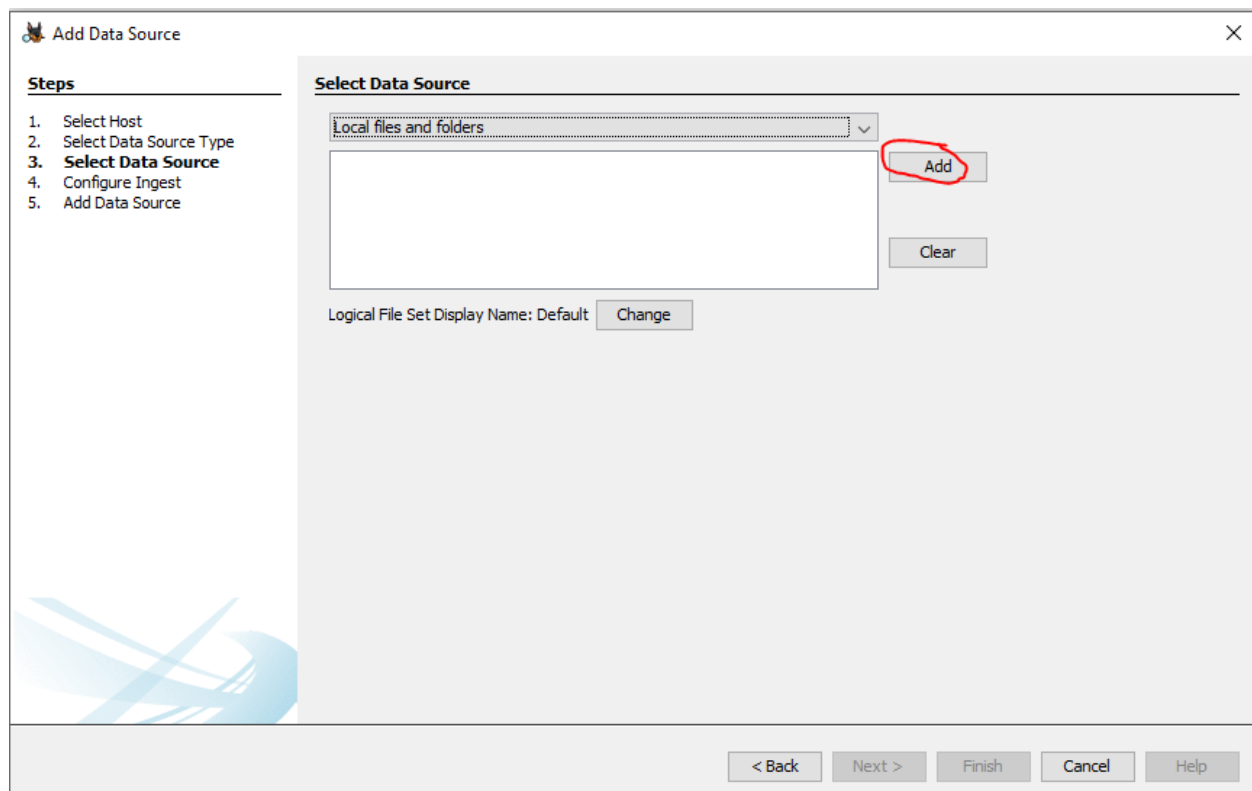 Add Data Source
Steps
1. Select Host
2. Select Data Source Type
3. Select Data Source
4. Configure Ingest
5. Add Data Source
Select Data Source
Local files and folders
Add
Clear
Logical File Set Display Name: Default Change
< Back Next > Finish Cancel Help